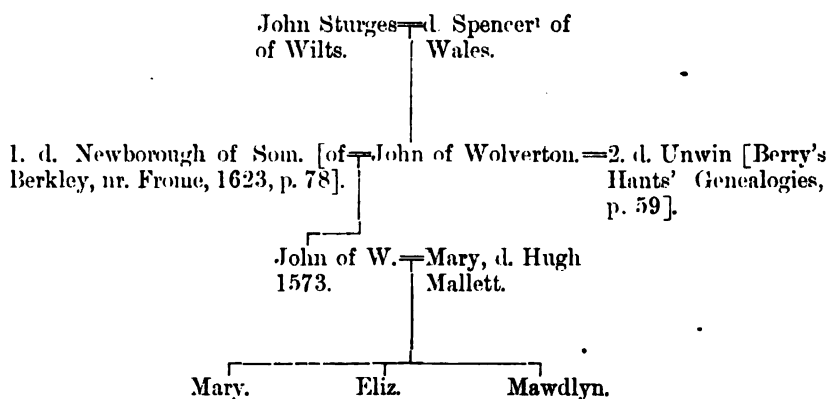 John Sturges=d. Spencer¹ of
of Wilts. Wales.
1. d. Newborough of Som. [of=John of Wolverton.=2. d. Unwin [Berry's
Berkley, nr. Frome, 1623, p. 78]. Hants' Genealogies,
p. 59].
John of W.=Mary, d. Hugh
1573. Mallett.
Mary. Eliz. Mawdlyn.